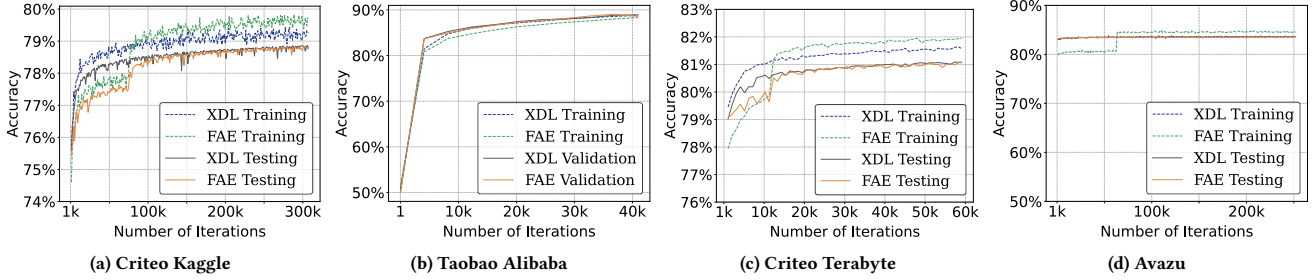 80%
79%
78%
77%
76%
75%
74%
Accuracy
XDL Training
FAE Training
XDL Testing
FAE Testing
1k 100k 200k 300k
Number of Iterations
(a) Criteo Kaggle
90%
80%
70%
60%
50%
Accuracy
XDL Training
FAE Training
XDL Validation
FAE Validation
1 10k 20k 30k 40k
Number of Iterations
(b) Taobao Alibaba
83%
82%
81%
80%
79%
78%
77%
76%
Accuracy
XDL Training
FAE Training
XDL Testing
FAE Testing
1k 10k 20k 30k 40k 50k 60k
Number of Iterations
(c) Criteo Terabyte
90%
80%
70%
60%
50%
Accuracy
XDL Training
FAE Training
XDL Testing
FAE Testing
1k 100k 200k
Number of Iterations
(d) Avazu